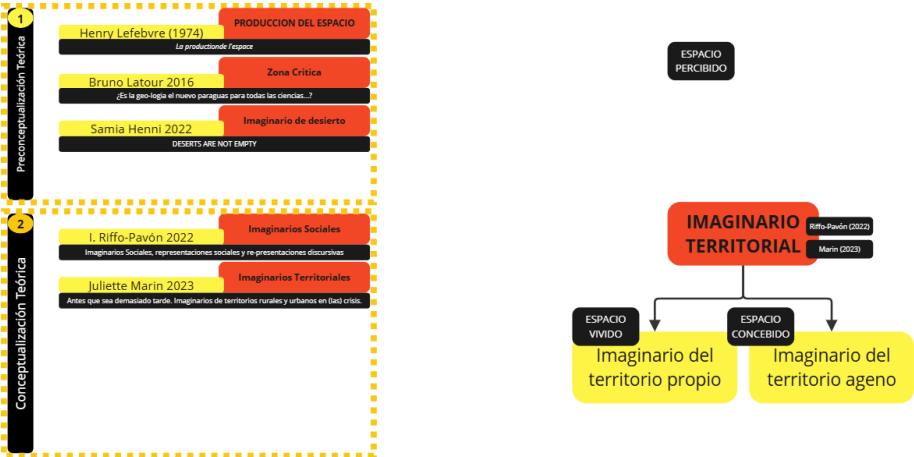 1
Preconceptualización Teórica
PRODUCCION DEL ESPACIO
Henry Lefebvre (1974)
La productionde l'espace
Zona Critica
Bruno Latour 2016
¿Es la geo-logia el nuevo paraguas para todas las ciencias...?
Imaginario de desierto
Samia Henni 2022
DESERTS ARE NOT EMPTY
2
Conceptualización Teórica
Imaginarios Sociales
I. Riffo-Pavón 2022
Imaginarios Sociales, representaciones sociales y re-presentaciones discursivas
Imaginarios Territoriales
Juliette Marin 2023
Antes que sea demasiado tarde. Imaginarios de territorios rurales y urbanos en (las) crisis.
ESPACIO
PERCIBIDO
IMAGINARIO
TERRITORIAL
Riffo-Pavón (2022)
Marin (2023)
ESPACIO
VIVIDO
Imaginario del
territorio propio
ESPACIO
CONCEBIDO
Imaginario del
territorio ageno